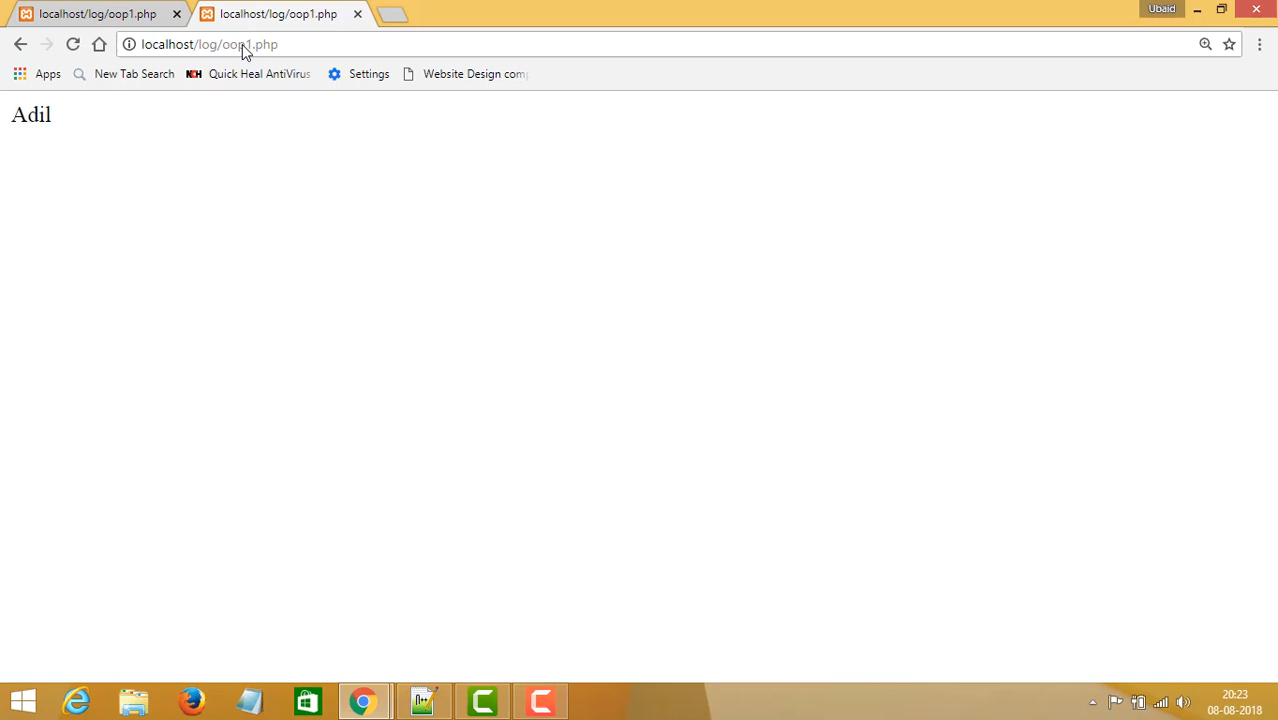 localhost/log/oop1.php localhost/log/oop1.php Ubaid
localhost/log/oop1.php
Apps New Tab Search Quick Heal AntiVirus Settings Website Design com
Adil
20:23
08-08-2018